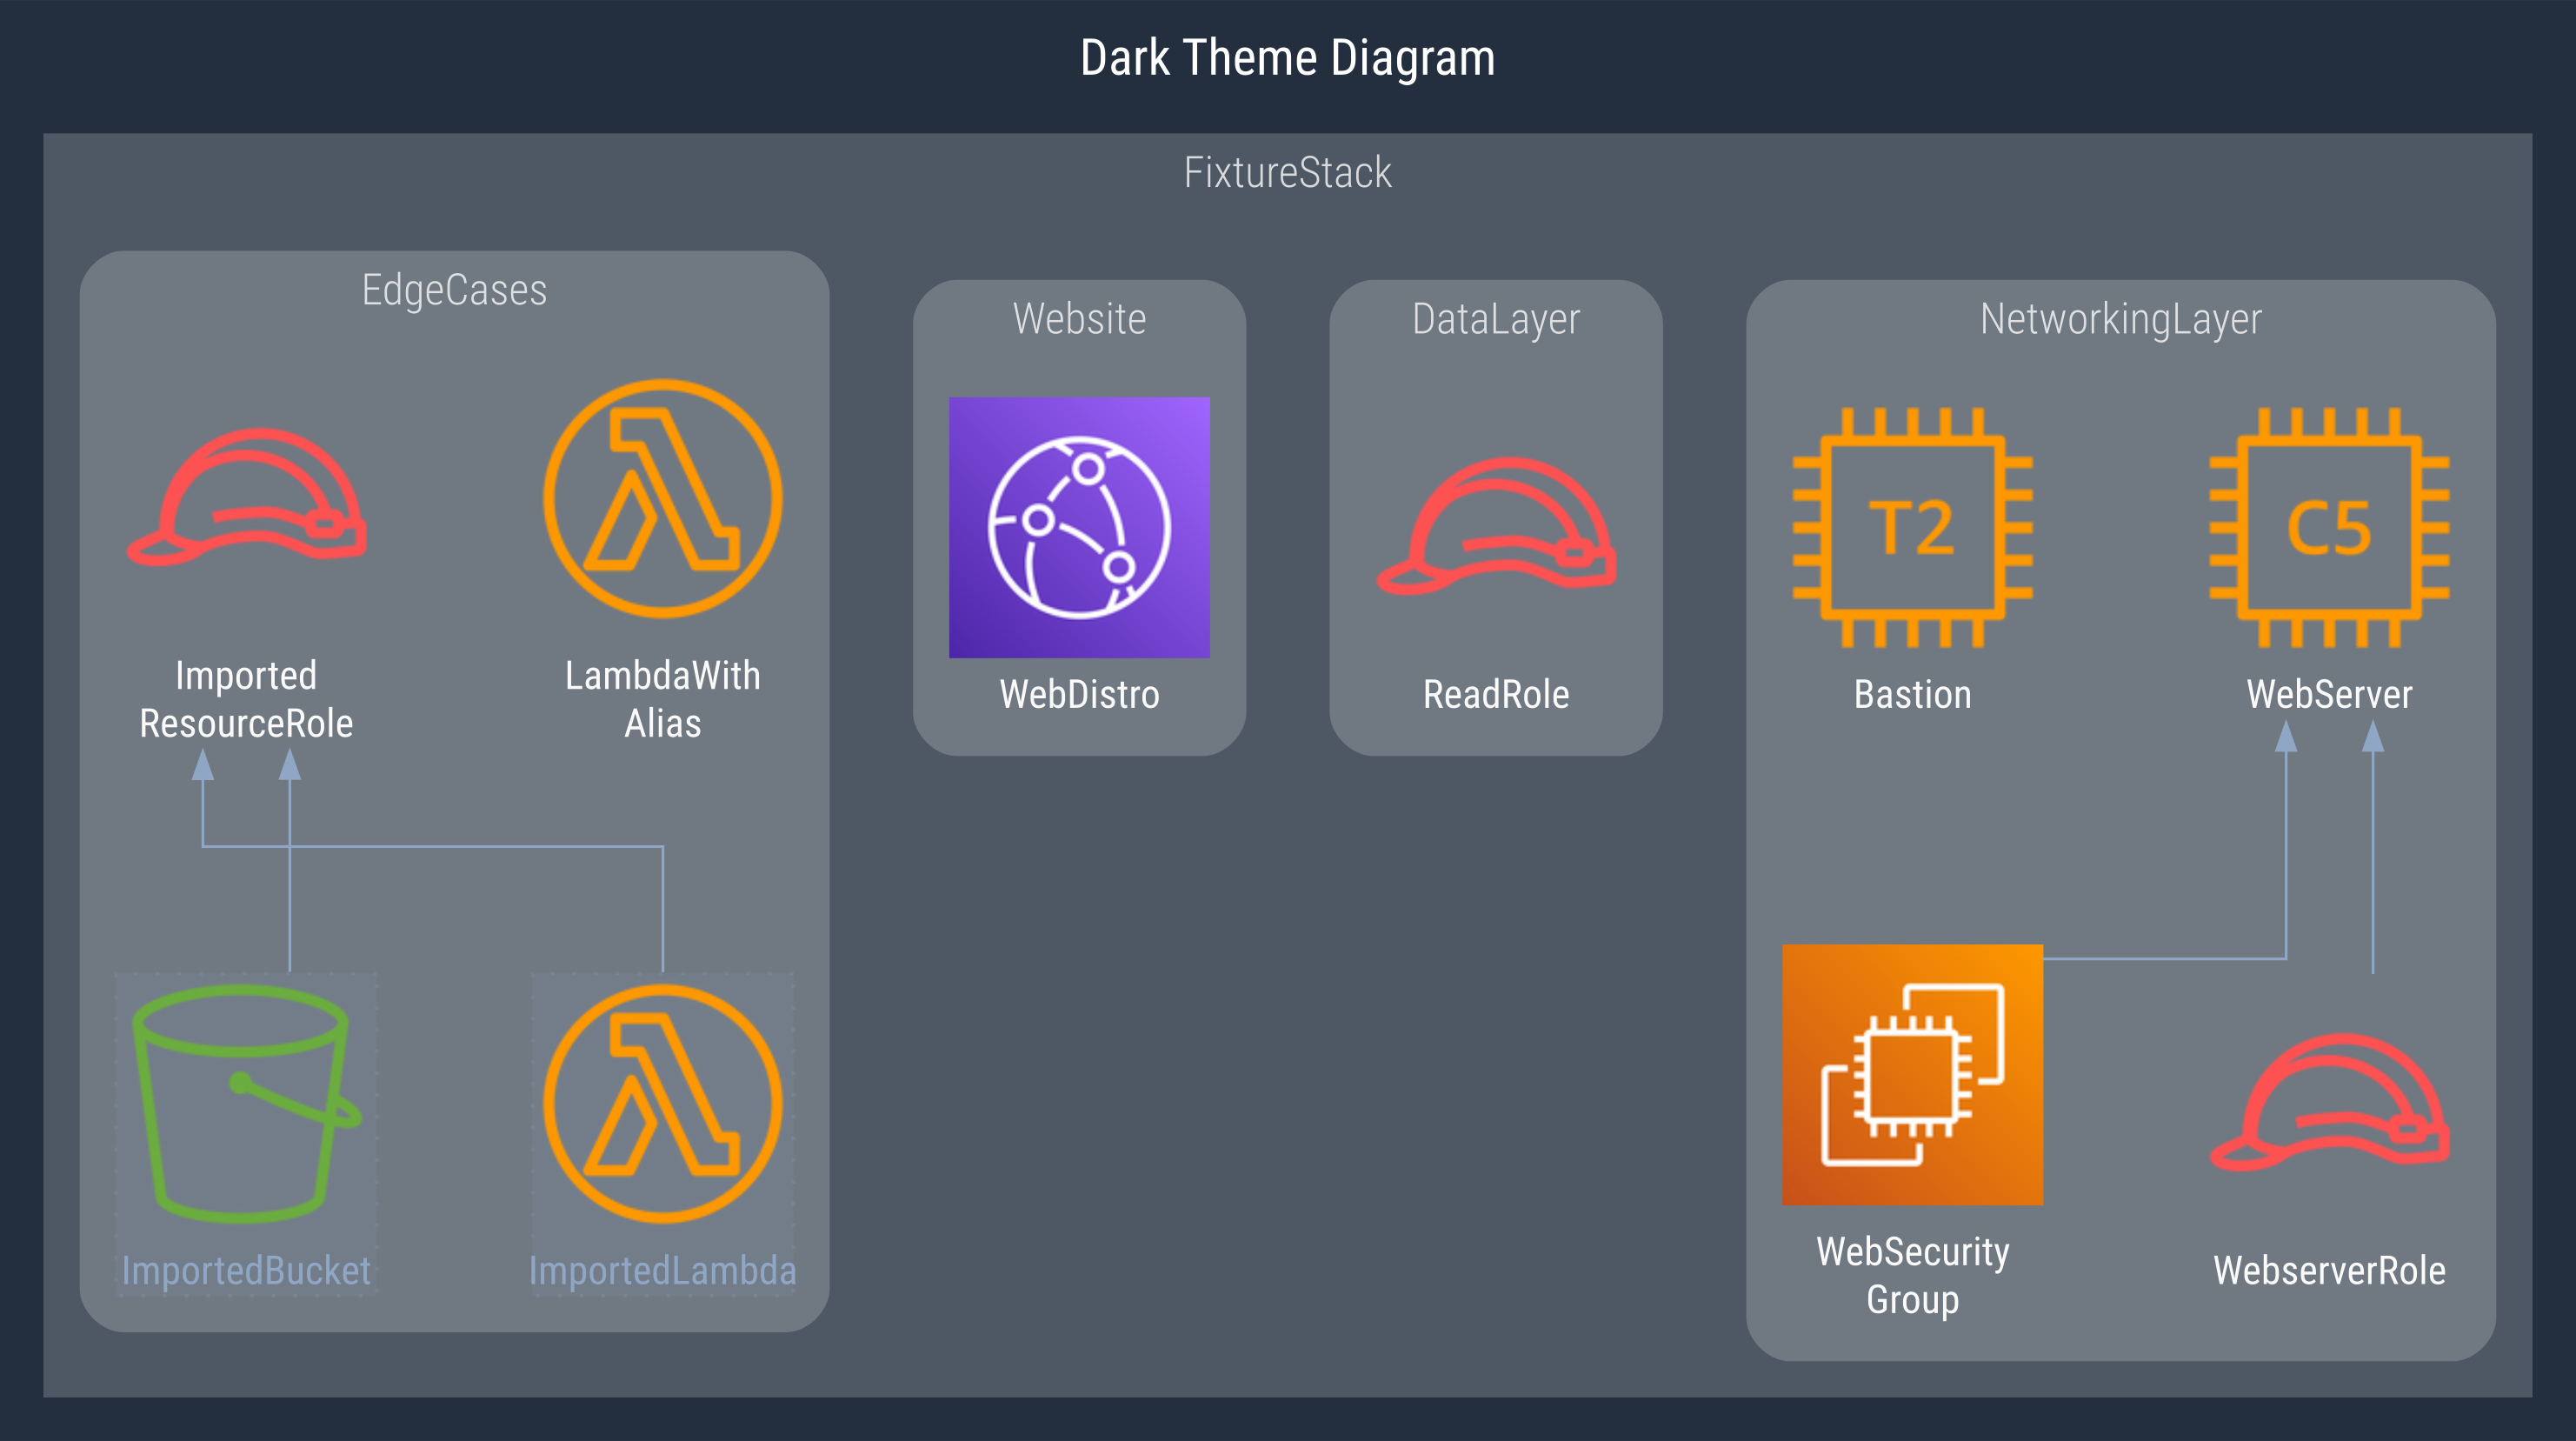 Dark Theme Diagram
FixtureStack
EdgeCases
Imported
ResourceRole
LambdaWith
Alias
ImportedBucket
ImportedLambda
Website
WebDistro
DataLayer
ReadRole
NetworkingLayer
T2
Bastion
C5
WebServer
WebSecurity
Group
WebserverRole